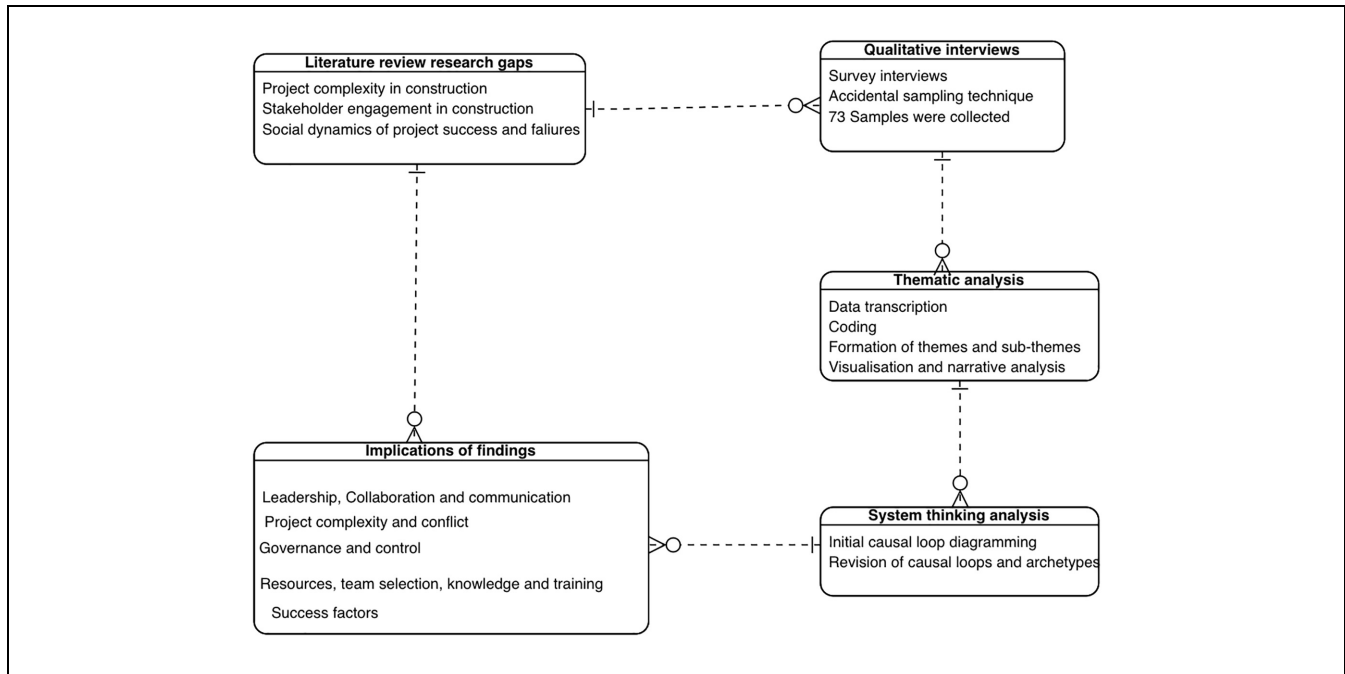 Literature review research gaps
Project complexity in construction
Stakeholder engagement in construction
Social dynamics of project success and faliures
Qualitative interviews
Survey interviews
Accidental sampling technique
73 Samples were collected
Thematic analysis
Data transcription
Coding
Formation of themes and sub-themes
Visualisation and narrative analysis
Implications of findings
Leadership, Collaboration and communication
Project complexity and conflict
Governance and control
Resources, team selection, knowledge and training
Success factors
System thinking analysis
Initial causal loop diagramming
Revision of causal loops and archetypes